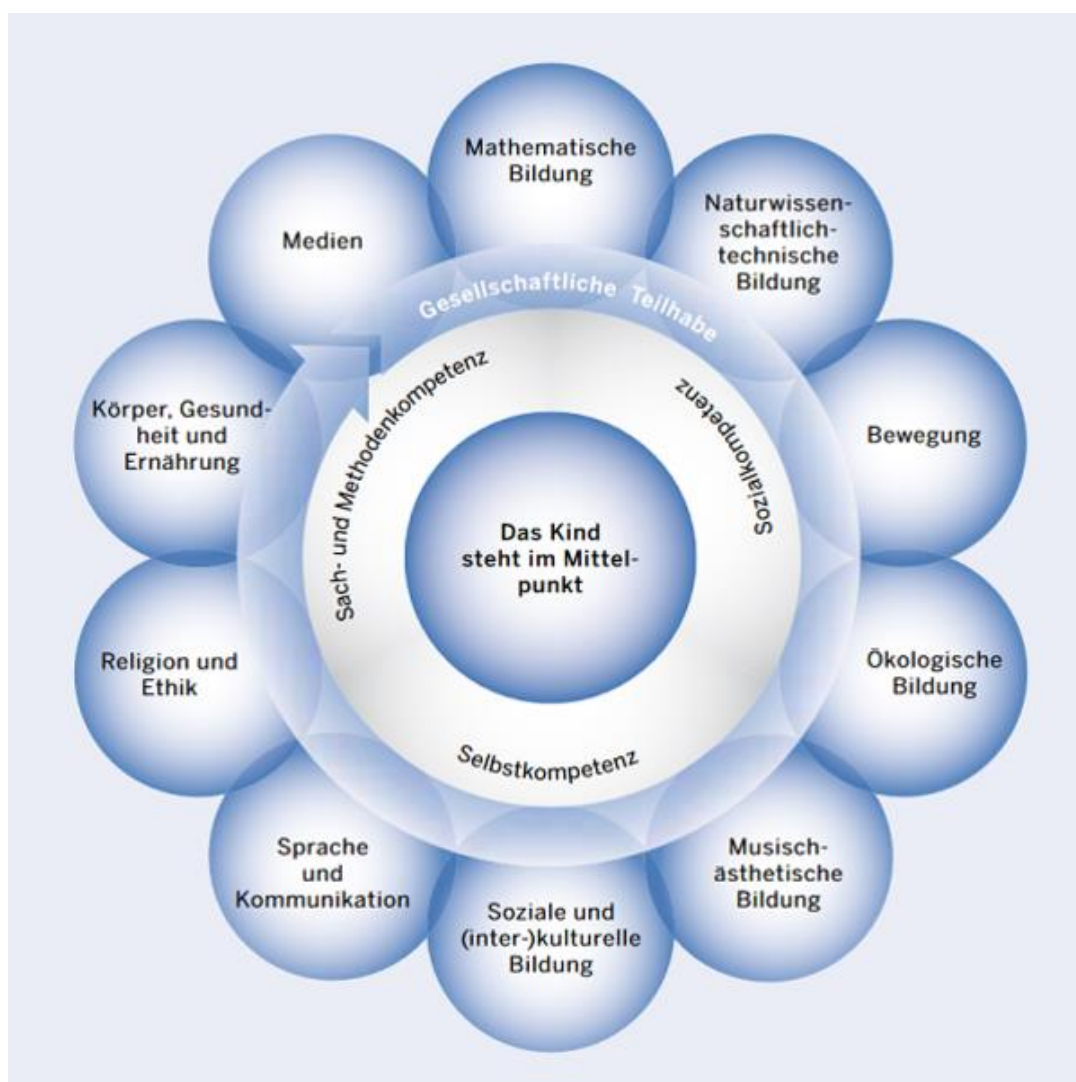 Mathematische
Bildung
Naturwissen-
schaftlich-
technische
Bildung
Bewegung
Ökologische
Bildung
Musisch-
ästhetische
Bildung
Soziale und
(inter-)kulturelle
Bildung
Sprache
und
Kommunikation
Religion und
Ethik
Körper, Gesund-
heit und
Ernährung
Medien
Gesellschaftliche Teilhabe
Sach- und Methodenkompetenz
Sozialkompetenz
Selbstkompetenz
Das Kind
steht im Mittel-
punkt